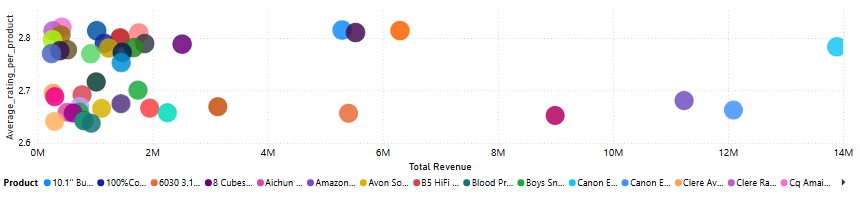 Average_rating_per_product
2.8
2.7
2.6
0M 2M 4M 6M 8M 10M 12M 14M
Total Revenue
Product 10.1" Bu... 100%Co... 6030 3.1... 8 Cubes... Aichun ... Amazon... Avon So... B5 HiFi ... Blood Pr... Boys Sn... Canon E... Canon E... Clere Av... Clere Ra... Cq Amai...